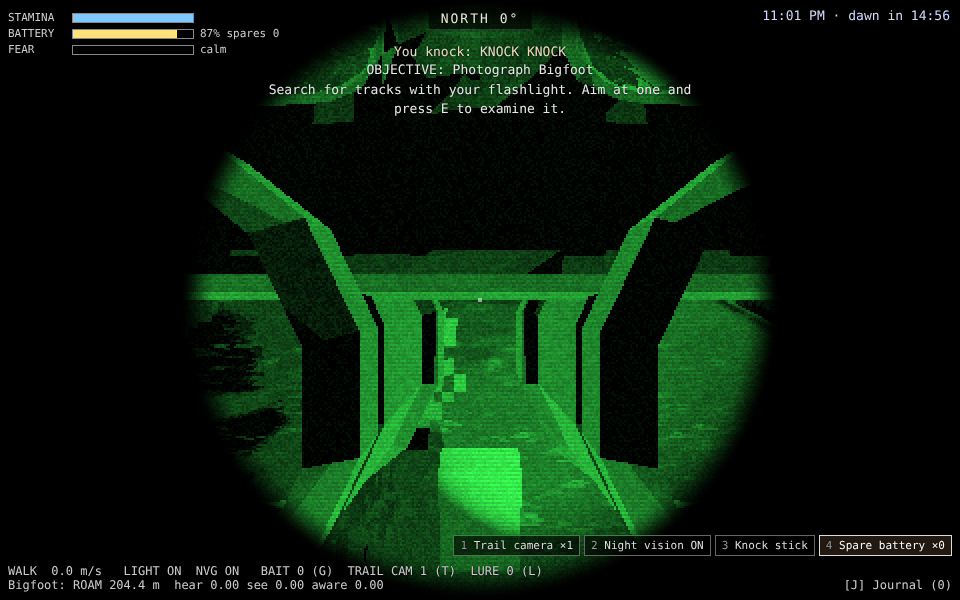 STAMINA
BATTERY 87% spares 0
FEAR calm
NORTH 0°
11:01 PM · dawn in 14:56
You knock: KNOCK KNOCK
OBJECTIVE: Photograph Bigfoot
Search for tracks with your flashlight. Aim at one and
press E to examine it.
1 Trail camera ×1
2 Night vision ON
3 Knock stick
4 Spare battery ×0
WALK 0.0 m/s LIGHT ON NVG ON BAIT 0 (G) TRAIL CAM 1 (T) LURE 0 (L)
Bigfoot: ROAM 204.4 m hear 0.00 see 0.00 aware 0.00
[J] Journal (0)